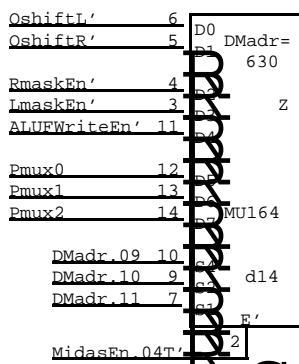 OshiftL' 6 D0 DMadr=
OshiftR' 5 D1 630
RmaskEn' 4 D2 Z
LmaskEn' 3 D3
ALUFWriteEn' 11 D4
Pmux0 12 D5
Pmux1 13 D6
Pmux2 14 D7 MU164
DMadr.09 10 S4
DMadr.10 9 S2 d14
DMadr.11 7 S1
E'
MidasEn.04T' 2